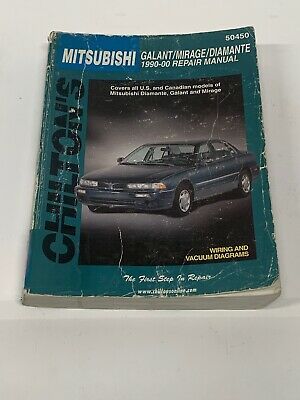 50450
MITSUBISHI
GALANT/MIRAGE/DIAMANTE
1990-00 REPAIR MANUAL
Covers all U.S. and Canadian models of
Mitsubishi Diamante, Galant and Mirage
CHILTON'S
WIRING AND
VACUUM DIAGRAMS
The First Step In Repair
www.chiltonsonline.com